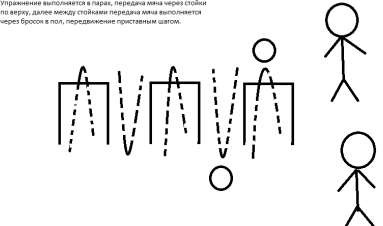 Упражнение выполняется в парах, передача мяча через стойки
по верху, далее между стойками передача мяча выполняется
через бросок в пол, передвижение приставным шагом.